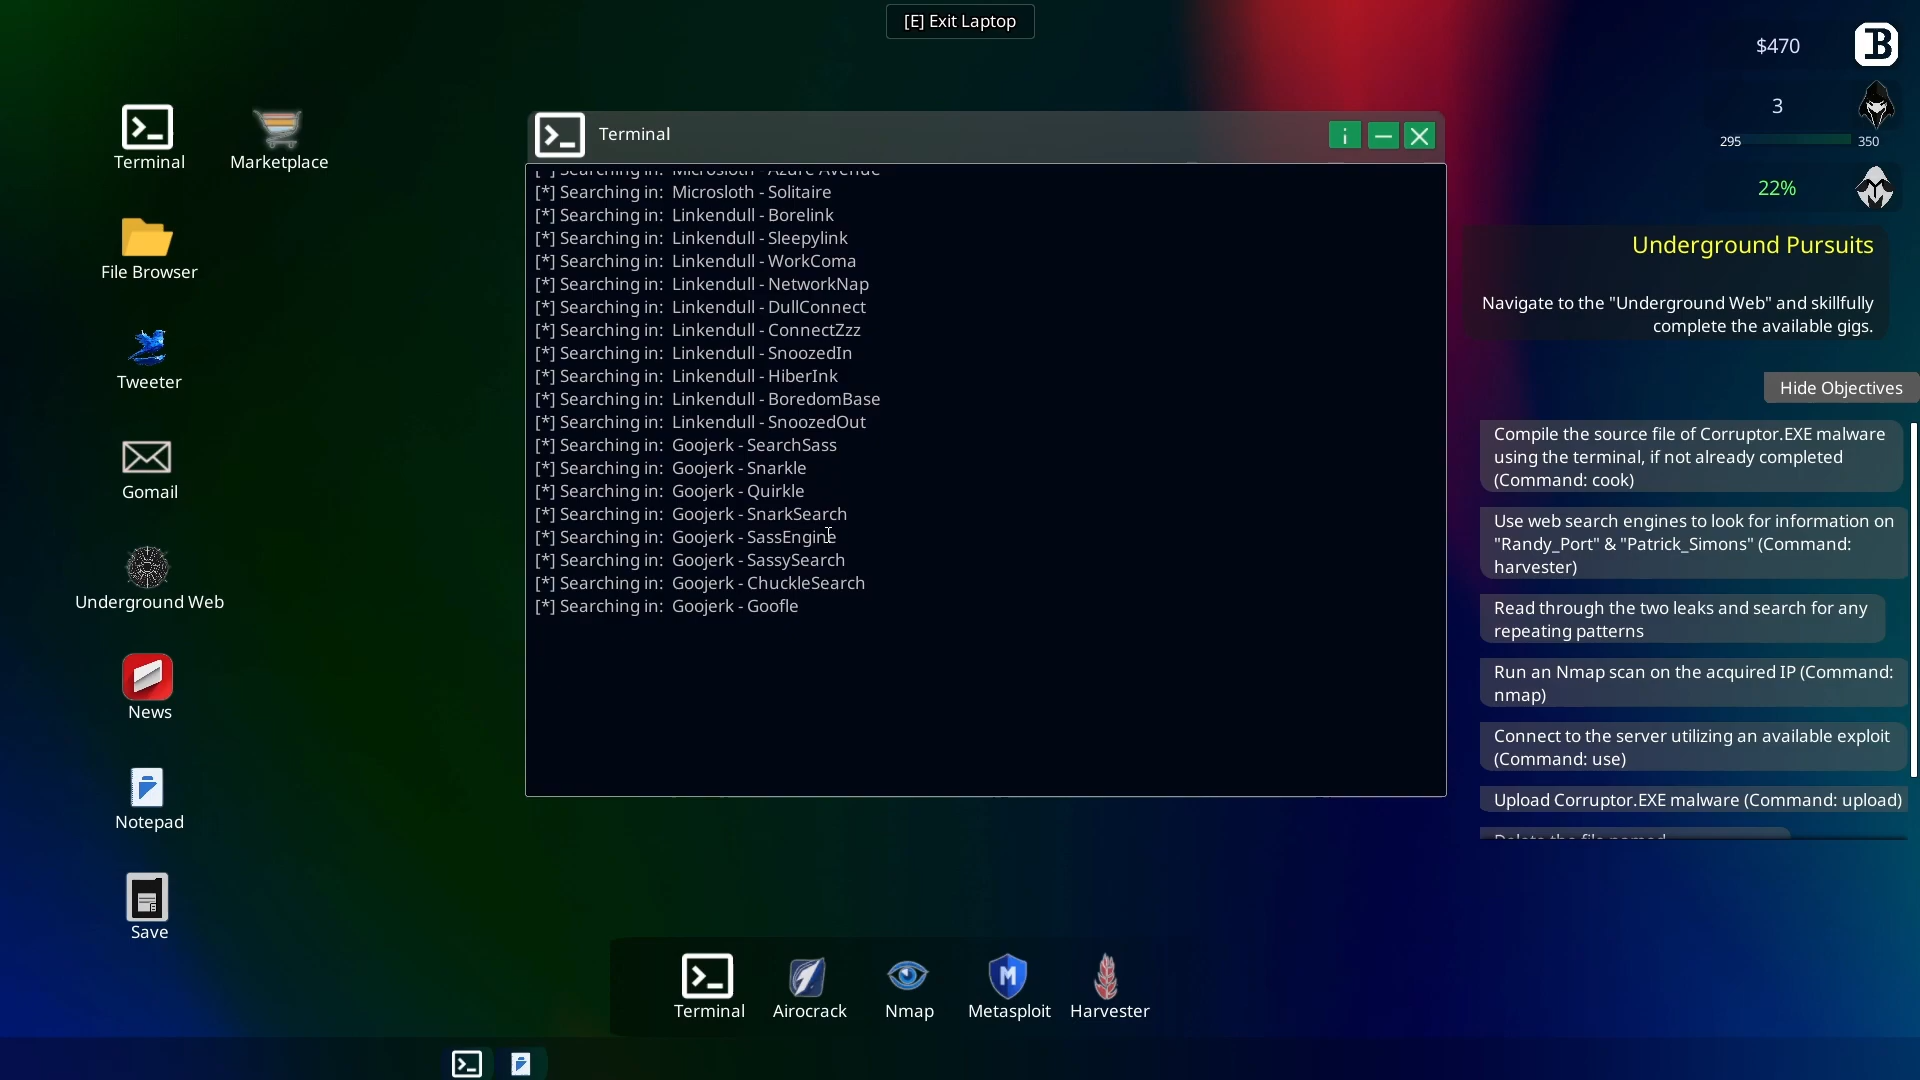 [E] Exit Laptop
$470
3
295
350
22%
Underground Pursuits
Navigate to the "Underground Web" and skillfully
complete the available gigs.
Hide Objectives
Compile the source file of Corruptor.EXE malware
using the terminal, if not already completed
(Command: cook)
Use web search engines to look for information on
"Randy_Port" & "Patrick_Simons" (Command:
harvester)
Read through the two leaks and search for any
repeating patterns
Run an Nmap scan on the acquired IP (Command:
nmap)
Connect to the server utilizing an available exploit
(Command: use)
Upload Corruptor.EXE malware (Command: upload)
Delete the file named
Terminal
Marketplace
File Browser
Tweeter
Gomail
Underground Web
News
Notepad
Save
Terminal
[*] Searching in: Microsloth - Azure Avenue
[*] Searching in: Microsloth - Solitaire
[*] Searching in: Linkendull - Borelink
[*] Searching in: Linkendull - Sleepylink
[*] Searching in: Linkendull - WorkComa
[*] Searching in: Linkendull - NetworkNap
[*] Searching in: Linkendull - DullConnect
[*] Searching in: Linkendull - ConnectZzz
[*] Searching in: Linkendull - SnoozedIn
[*] Searching in: Linkendull - HiberInk
[*] Searching in: Linkendull - BoredomBase
[*] Searching in: Linkendull - SnoozedOut
[*] Searching in: Goojerk - SearchSass
[*] Searching in: Goojerk - Snarkle
[*] Searching in: Goojerk - Quirkle
[*] Searching in: Goojerk - SnarkSearch
[*] Searching in: Goojerk - SassEngine
[*] Searching in: Goojerk - SassySearch
[*] Searching in: Goojerk - ChuckleSearch
[*] Searching in: Goojerk - Goofle
Terminal
Airocrack
Nmap
Metasploit
Harvester